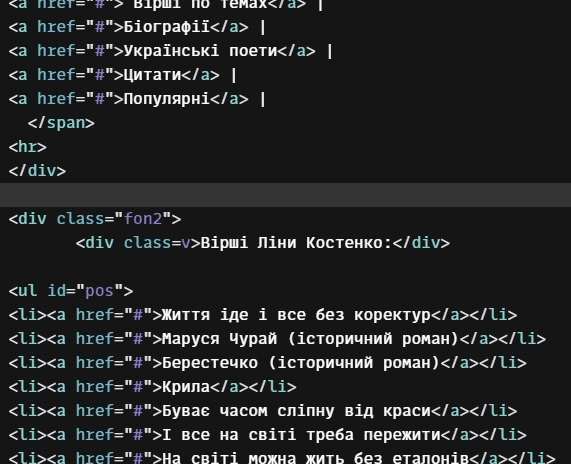 <a href="#"> Вірші по темах</a> |
<a href="#">Біографії</a> |
<a href="#">Українські поети</a> |
<a href="#">Цитати</a> |
<a href="#">Популярні</a> |
</span>
<hr>
</div>
<div class="fon2">
<div class=v>Вірші Ліни Костенко:</div>
<ul id="pos">
<li><a href="#">Життя іде і все без коректур</a></li>
<li><a href="#">Маруся Чурай (історичний роман)</a></li>
<li><a href="#">Берестечко (історичний роман)</a></li>
<li><a href="#">Крила</a></li>
<li><a href="#">Буває часом сліпну від краси</a></li>
<li><a href="#">І все на світі треба пережити</a></li>
<li><a href="#">На світі можна жить без еталонів</a></li>